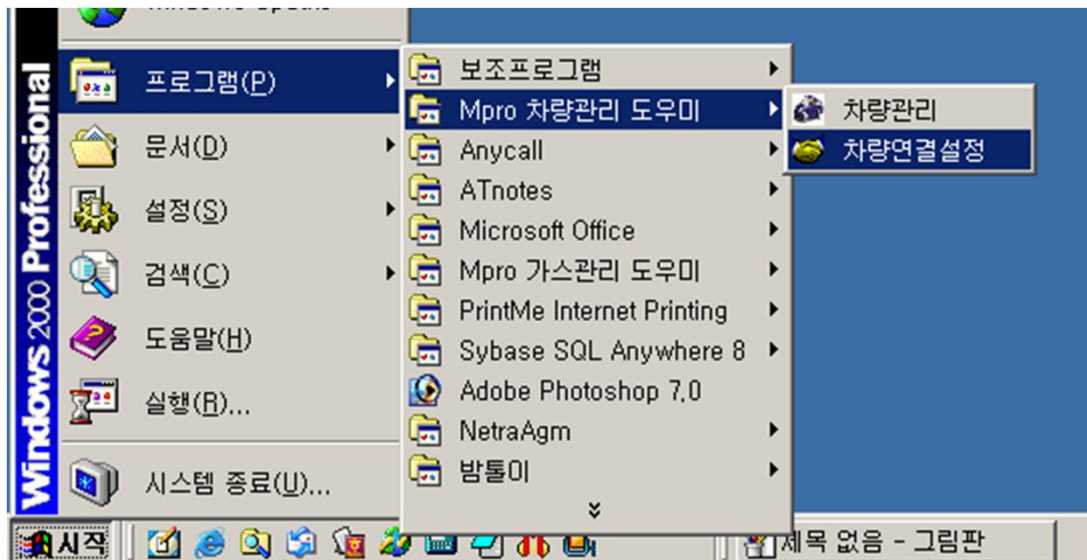 Windows 2000 Professional
프로그램(P)
문서(D)
설정(S)
검색(C)
도움말(H)
실행(R)...
시스템 종료(U)...
보조프로그램
Mpro 차량관리 도우미
Anycall
ATnotes
Microsoft Office
Mpro 가스관리 도우미
PrintMe Internet Printing
Sybase SQL Anywhere 8
Adobe Photoshop 7.0
NetraAgm
밤톨이
차량관리
차량연결설정
시작
제목 없음 - 그림판